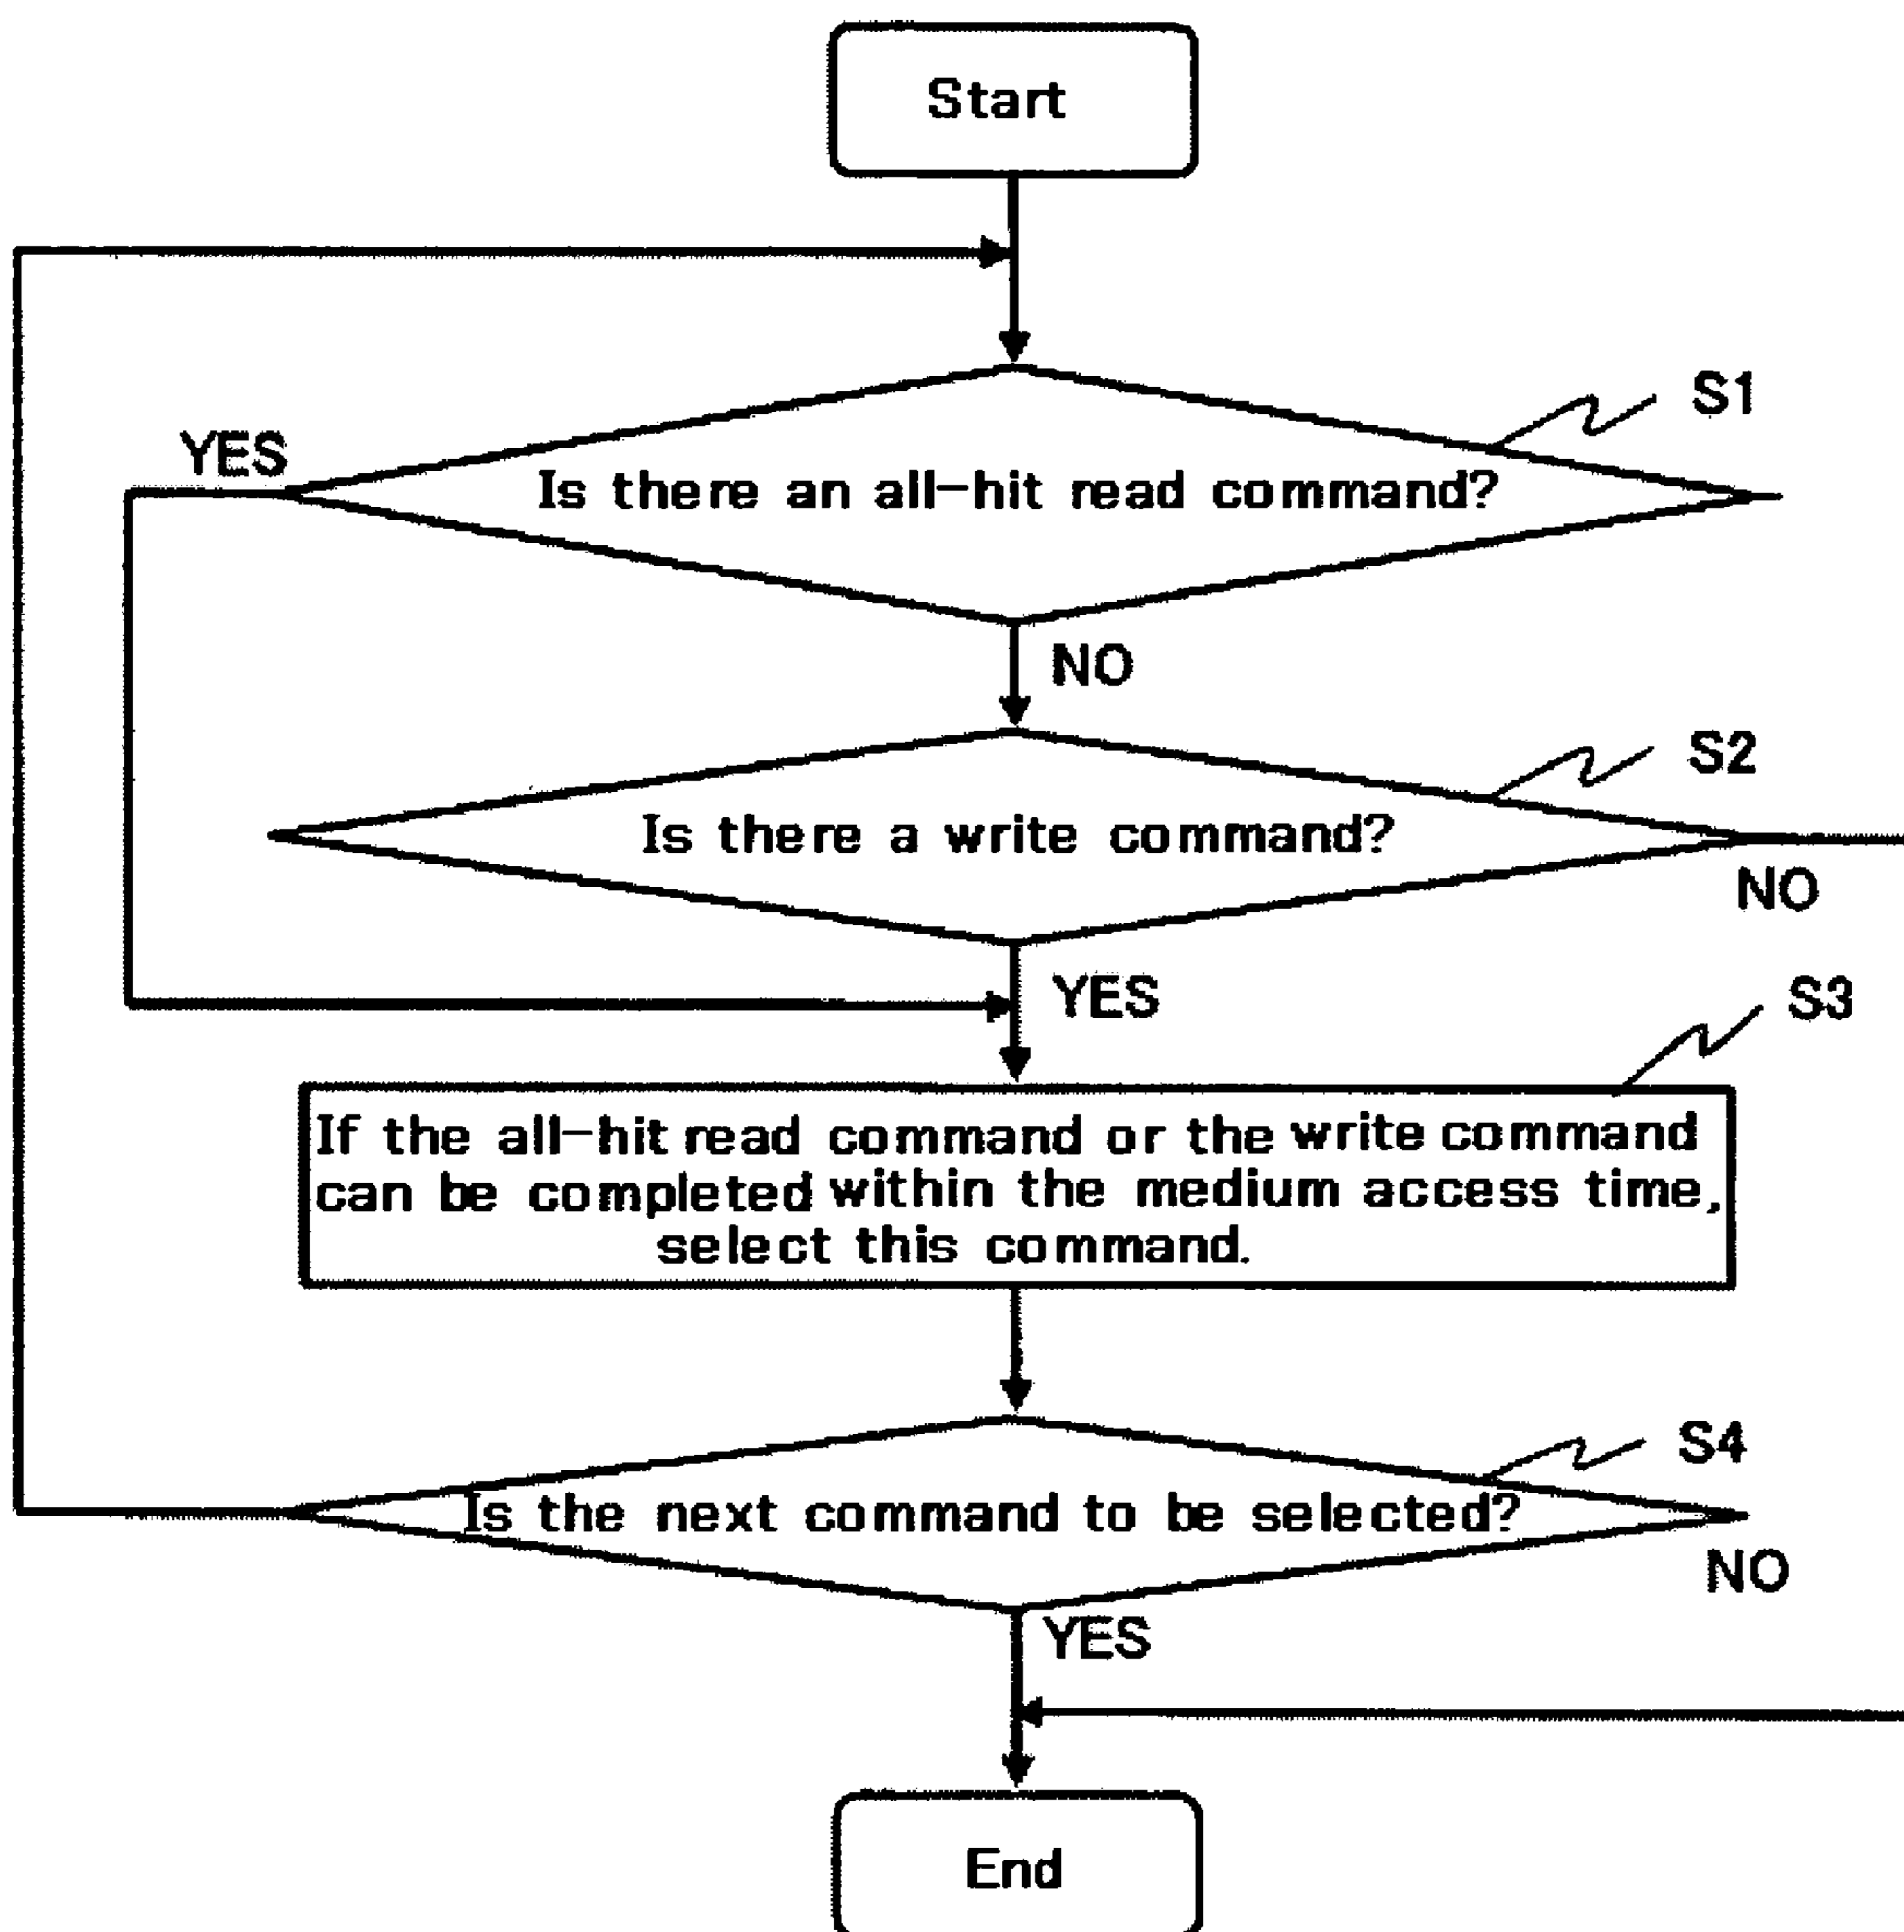 Start
S1
YES
Is there an all-hit read command?
NO
S2
Is there a write command?
NO
YES
S3
If the all-hit read command or the write command
can be completed within the medium access time,
select this command.
S4
Is the next command to be selected?
NO
YES
End